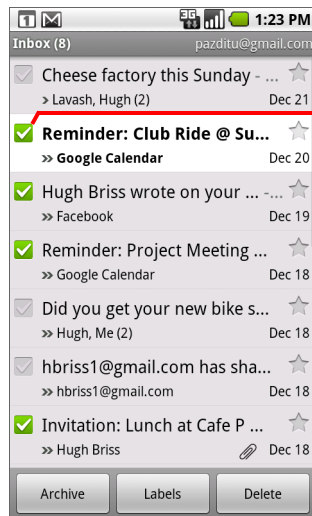 1 3G 1:23 PM
Inbox (8) pazditu@gmail.com
Cheese factory this Sunday - ...
› Lavash, Hugh (2) Dec 21
Reminder: Club Ride @ Su...
» Google Calendar Dec 20
Hugh Briss wrote on your ... -...
» Facebook Dec 19
Reminder: Project Meeting ...
» Google Calendar Dec 18
Did you get your new bike s...
» Hugh, Me (2) Dec 18
hbriss1@gmail.com has sha...
» hbriss1@gmail.com Dec 18
Invitation: Lunch at Cafe P ...
» Hugh Briss Dec 18
Archive Labels Delete